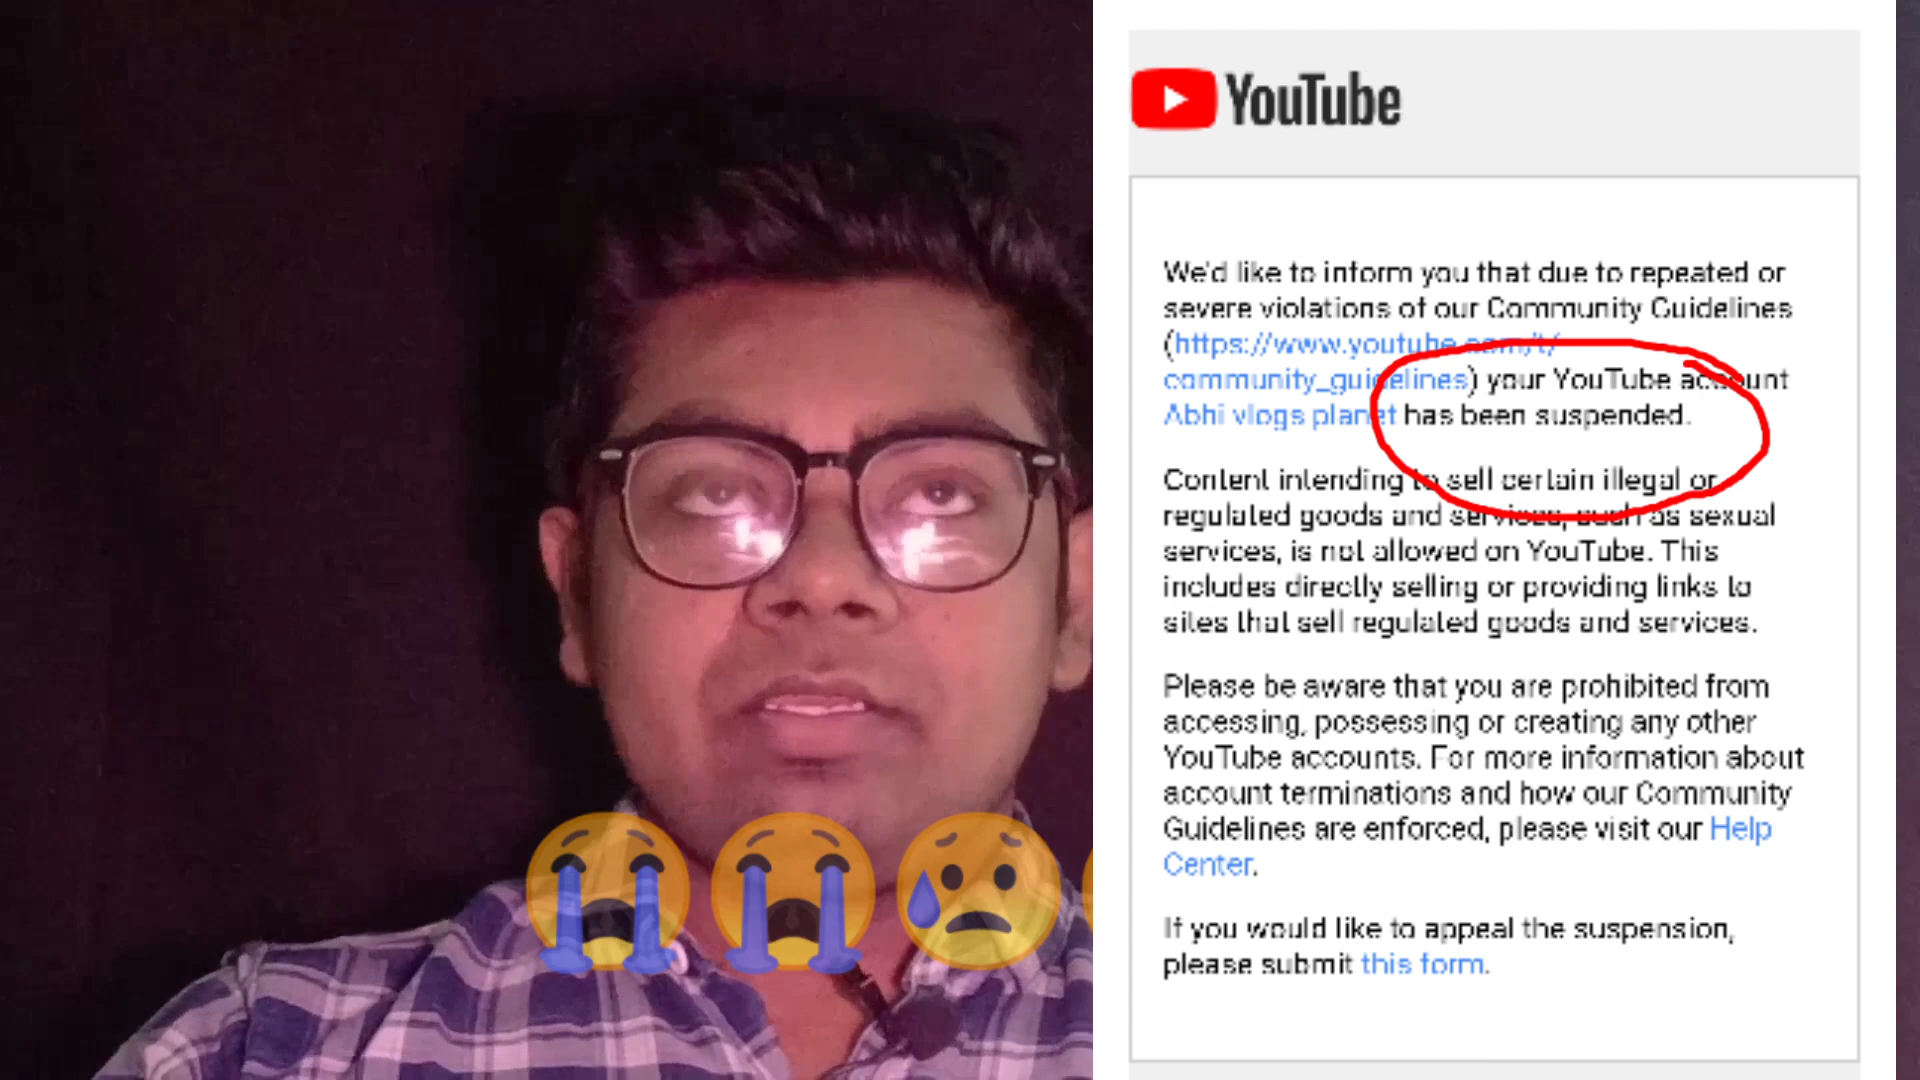 YouTube
We'd like to inform you that due to repeated or
severe violations of our Community Guidelines
(https://www.youtube.com/t/
community_guidelines) your YouTube account
Abhi vlogs planet has been suspended.
Content intending to sell certain illegal or
regulated goods and services, such as sexual
services, is not allowed on YouTube. This
includes directly selling or providing links to
sites that sell regulated goods and services.
Please be aware that you are prohibited from
accessing, possessing or creating any other
YouTube accounts. For more information about
account terminations and how our Community
Guidelines are enforced, please visit our Help
Center.
If you would like to appeal the suspension,
please submit this form.